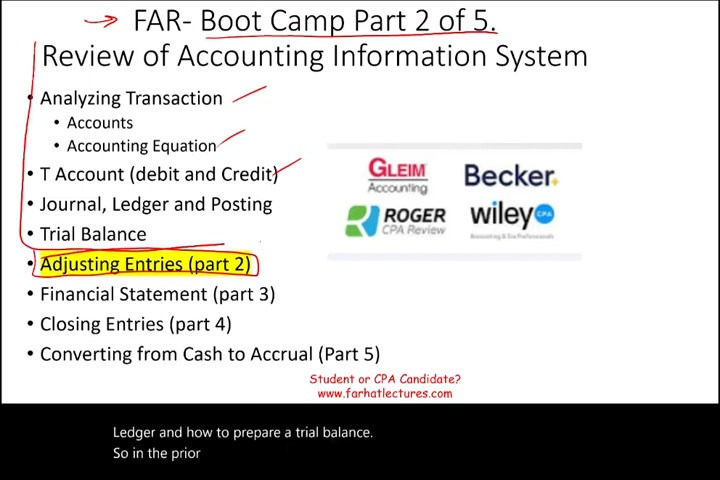 FAR- Boot Camp Part 2 of 5.
Review of Accounting Information System
• Analyzing Transaction
• Accounts
• Accounting Equation
• T Account (debit and Credit)
• Journal, Ledger and Posting
• Trial Balance
• Adjusting Entries (part 2)
• Financial Statement (part 3)
• Closing Entries (part 4)
• Converting from Cash to Accrual (Part 5)
GLEIM
Accounting
Becker.
ROGER
CPA Review
wiley CPA
Accounting & Tax Professionals
Student or CPA Candidate?
www.farhatlectures.com
Ledger and how to prepare a trial balance.
So in the prior